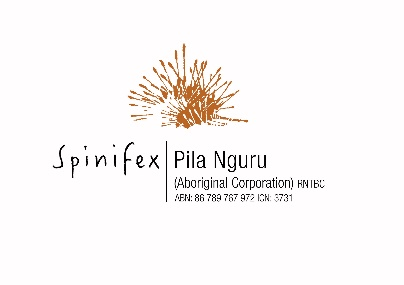 Spinifex
Pila Nguru
(Aboriginal Corporation) RNTBC
ABN: 86 789 767 972 ICN: 3731